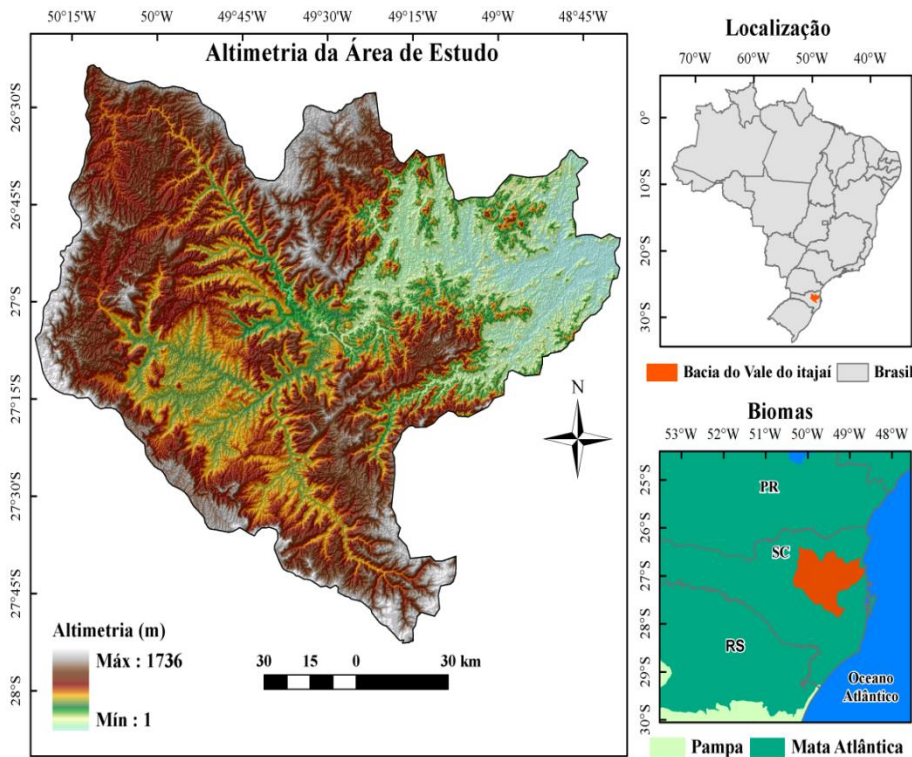 50°15'W 50°W 49°45'W 49°30'W 49°15'W 49°W 48°45'W
Altimetria da Área de Estudo
26°30'S
26°45'S
27°S
27°15'S
27°30'S
27°45'S
28°S
N
Altimetria (m)
Máx : 1736
Mín : 1
30 15 0 30 km
Localização
70°W 60°W 50°W 40°W
0°
10°S
20°S
30°S
Bacia do Vale do itajaí Brasil
Biomas
53°W 52°W 51°W 50°W 49°W 48°W
25°S
26°S
27°S
28°S
29°S
30°S
PR
SC
RS
Oceano
Atlântico
Pampa Mata Atlântica